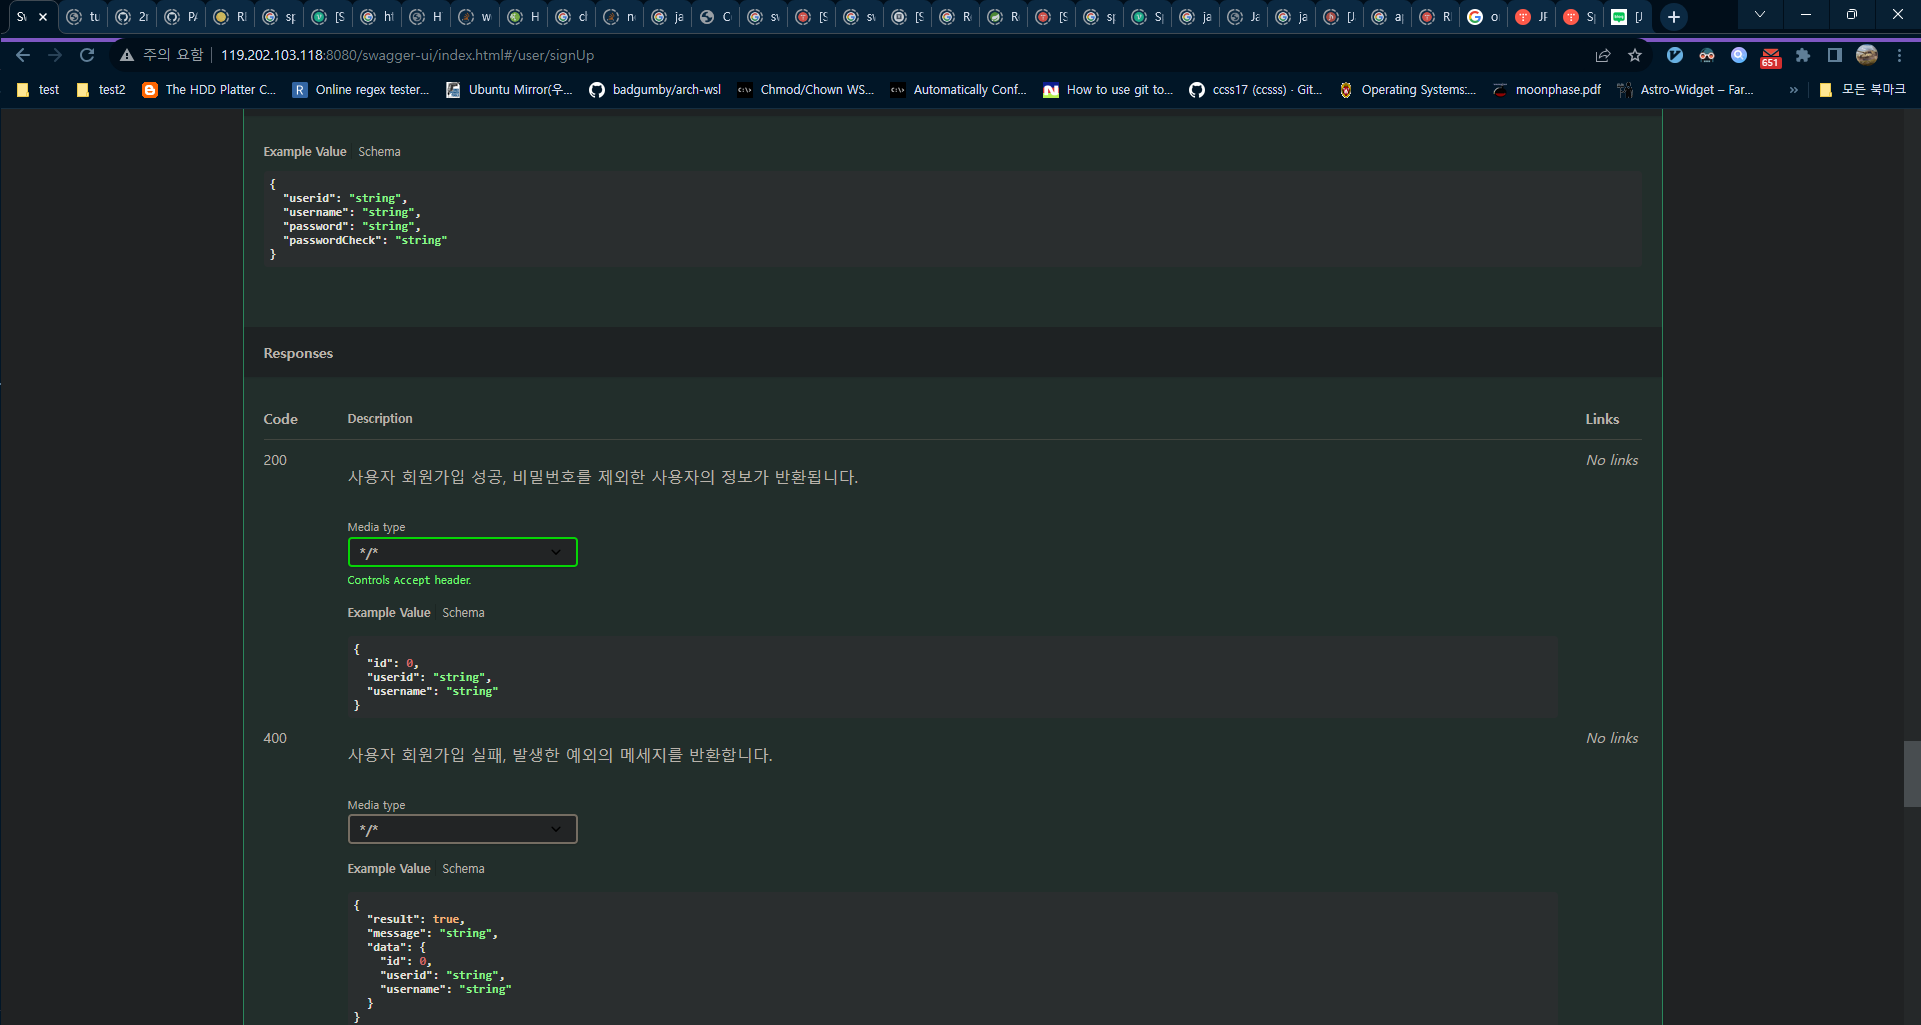 주의 요함
119.202.103.118:8080/swagger-ui/index.html#/user/signUp
651
test
test2
The HDD Platter C...
Online regex tester...
Ubuntu Mirror(우...
badgumby/arch-wsl
Chmod/Chown WS...
Automatically Conf...
How to use git to...
ccss17 (ccsss) · Git...
Operating Systems:...
moonphase.pdf
Astro-Widget – Far...
»
모든 북마크
Example Value Schema
{
"userid": "string",
"username": "string",
"password": "string",
"passwordCheck": "string"
}
Responses
Code Description Links
200 No links
사용자 회원가입 성공, 비밀번호를 제외한 사용자의 정보가 반환됩니다.
Media type
*/*
Controls Accept header.
Example Value Schema
{
"id": 0,
"userid": "string",
"username": "string"
}
400 No links
사용자 회원가입 실패, 발생한 예외의 메세지를 반환합니다.
Media type
*/*
Example Value Schema
{
"result": true,
"message": "string",
"data": {
"id": 0,
"userid": "string",
"username": "string"
}
}